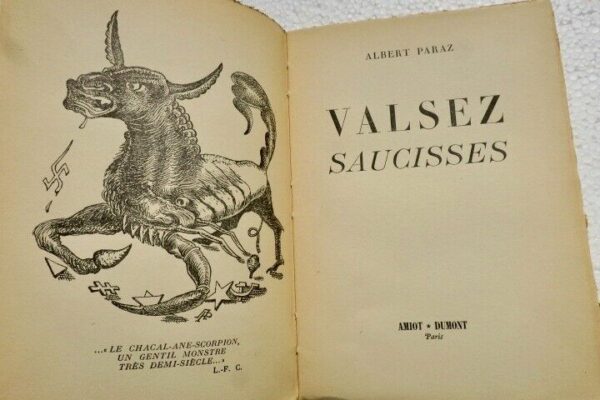 ..." LE CHACAL-ANE-SCORPION,
UN GENTIL MONSTRE
TRÈS DEMI-SIÈCLE..."
L.-F. C.
ALBERT PARAZ
VALSEZ
SAUCISSES
AMIOT ★ DUMONT
Paris